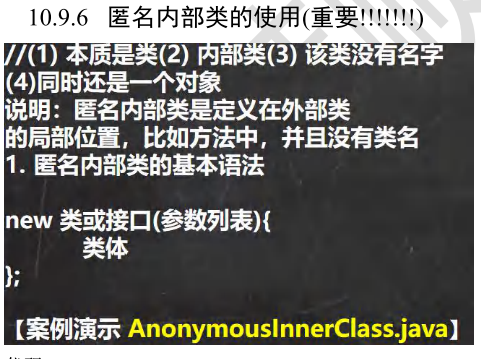 10.9.6 匿名内部类的使用(重要!!!!!!!)
//(1) 本质是类(2) 内部类(3) 该类没有名字
(4)同时还是一个对象
说明：匿名内部类是定义在外部类
的局部位置，比如方法中，并且没有类名
1. 匿名内部类的基本语法
new 类或接口(参数列表){
类体
};
【案例演示 AnonymousInnerClass.java】